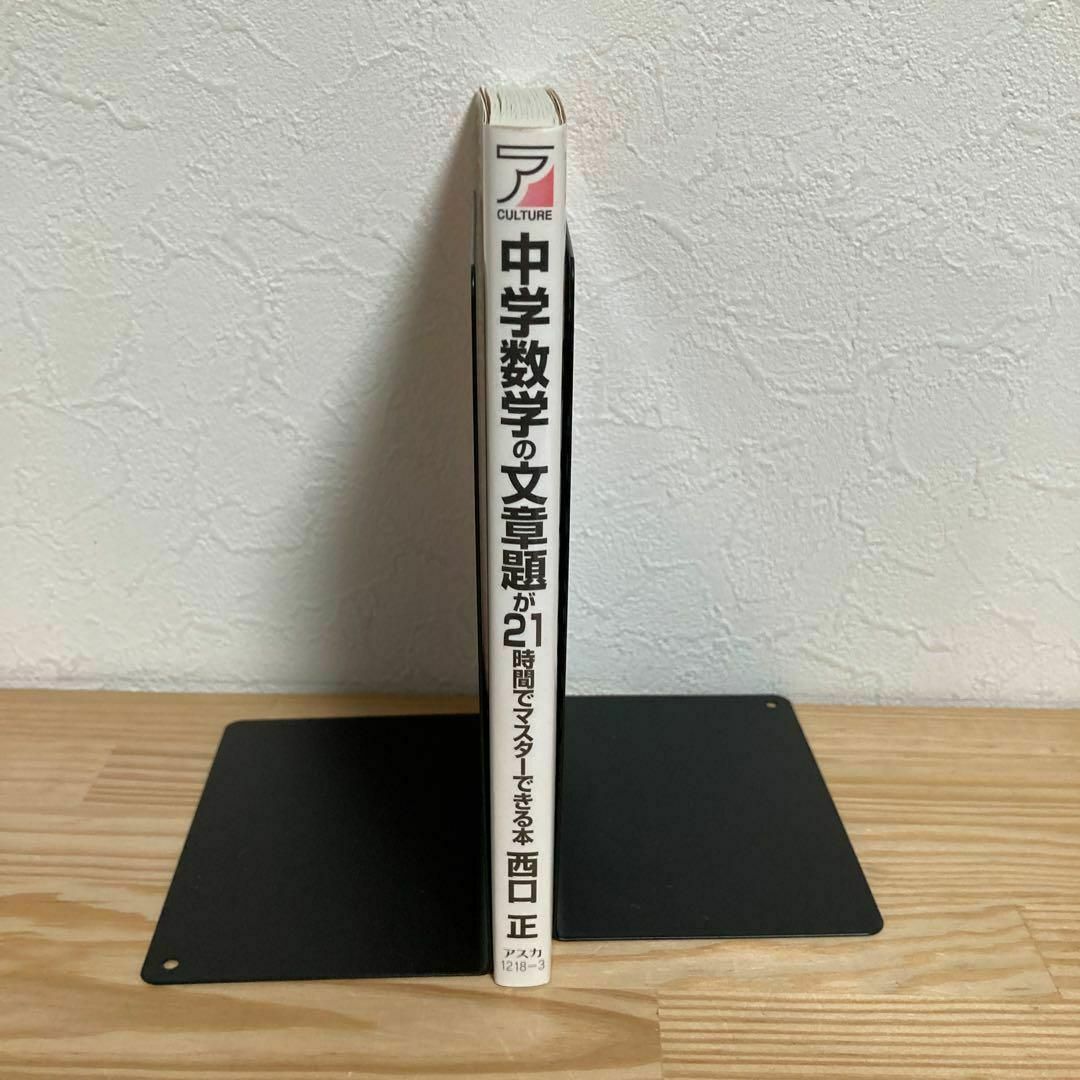 ア
CULTURE
中学数学の文章題が21時間でマスターできる本
西口 正
アスカ
1218-3